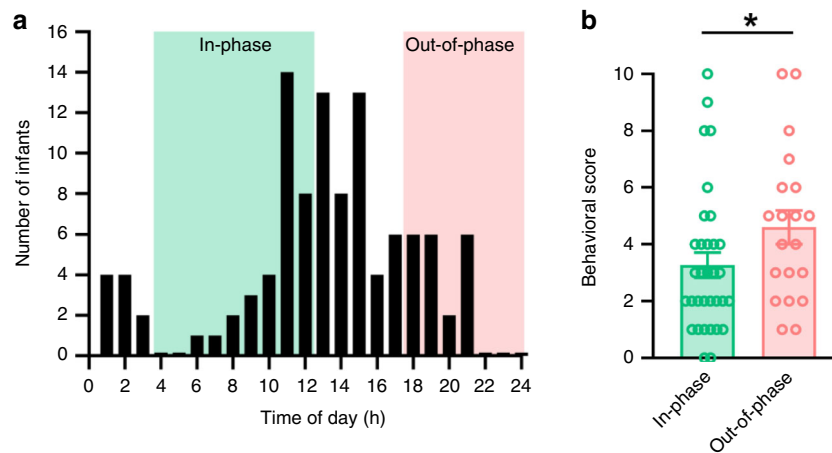 a
16
14
12
10
8
6
4
2
0
Number of infants
In-phase
Out-of-phase
0 2 4 6 8 10 12 14 16 18 20 22 24
Time of day (h)
b
*
10
8
6
4
2
0
Behavioral score
In-phase
Out-of-phase